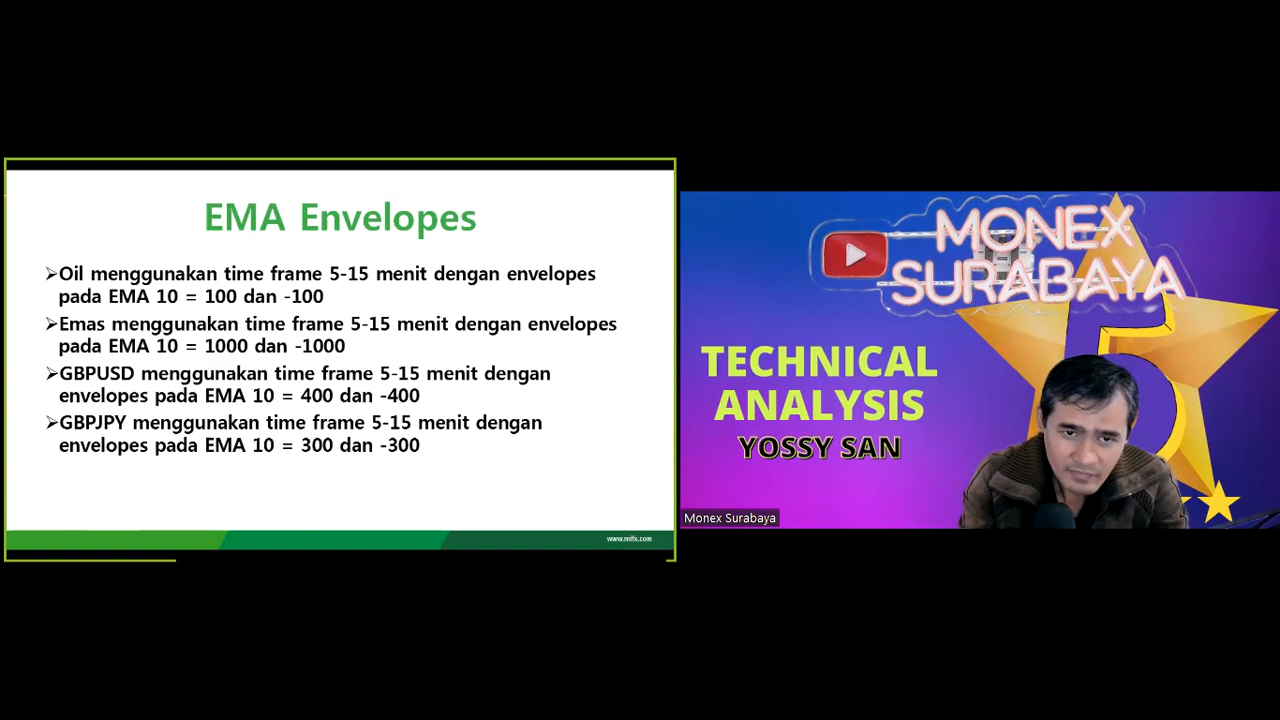 EMA Envelopes
➢Oil menggunakan time frame 5-15 menit dengan envelopes
pada EMA 10 = 100 dan -100
➢Emas menggunakan time frame 5-15 menit dengan envelopes
pada EMA 10 = 1000 dan -1000
➢GBPUSD menggunakan time frame 5-15 menit dengan
envelopes pada EMA 10 = 400 dan -400
➢GBPJPY menggunakan time frame 5-15 menit dengan
envelopes pada EMA 10 = 300 dan -300
www.mifx.com
MONEX
SURABAYA
5
TECHNICAL
ANALYSIS
YOSSY SAN
Monex Surabaya